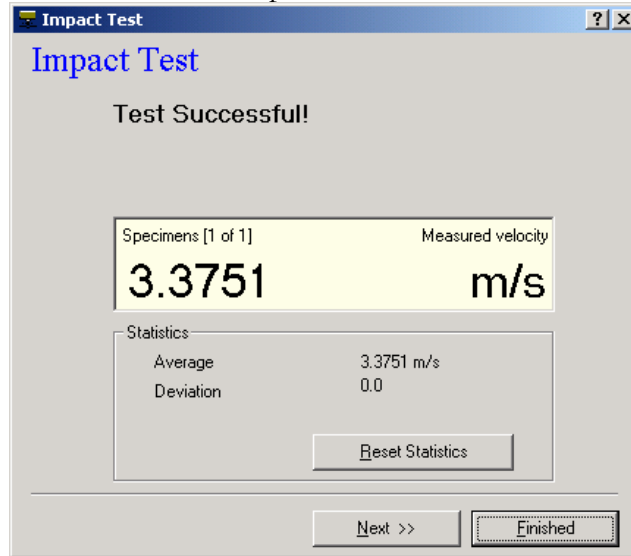 Impact Test
Impact Test
Test Successful!
Specimens [1 of 1] Measured velocity
3.3751 m/s
Statistics
Average 3.3751 m/s
Deviation 0.0
Reset Statistics
Next >> Finished